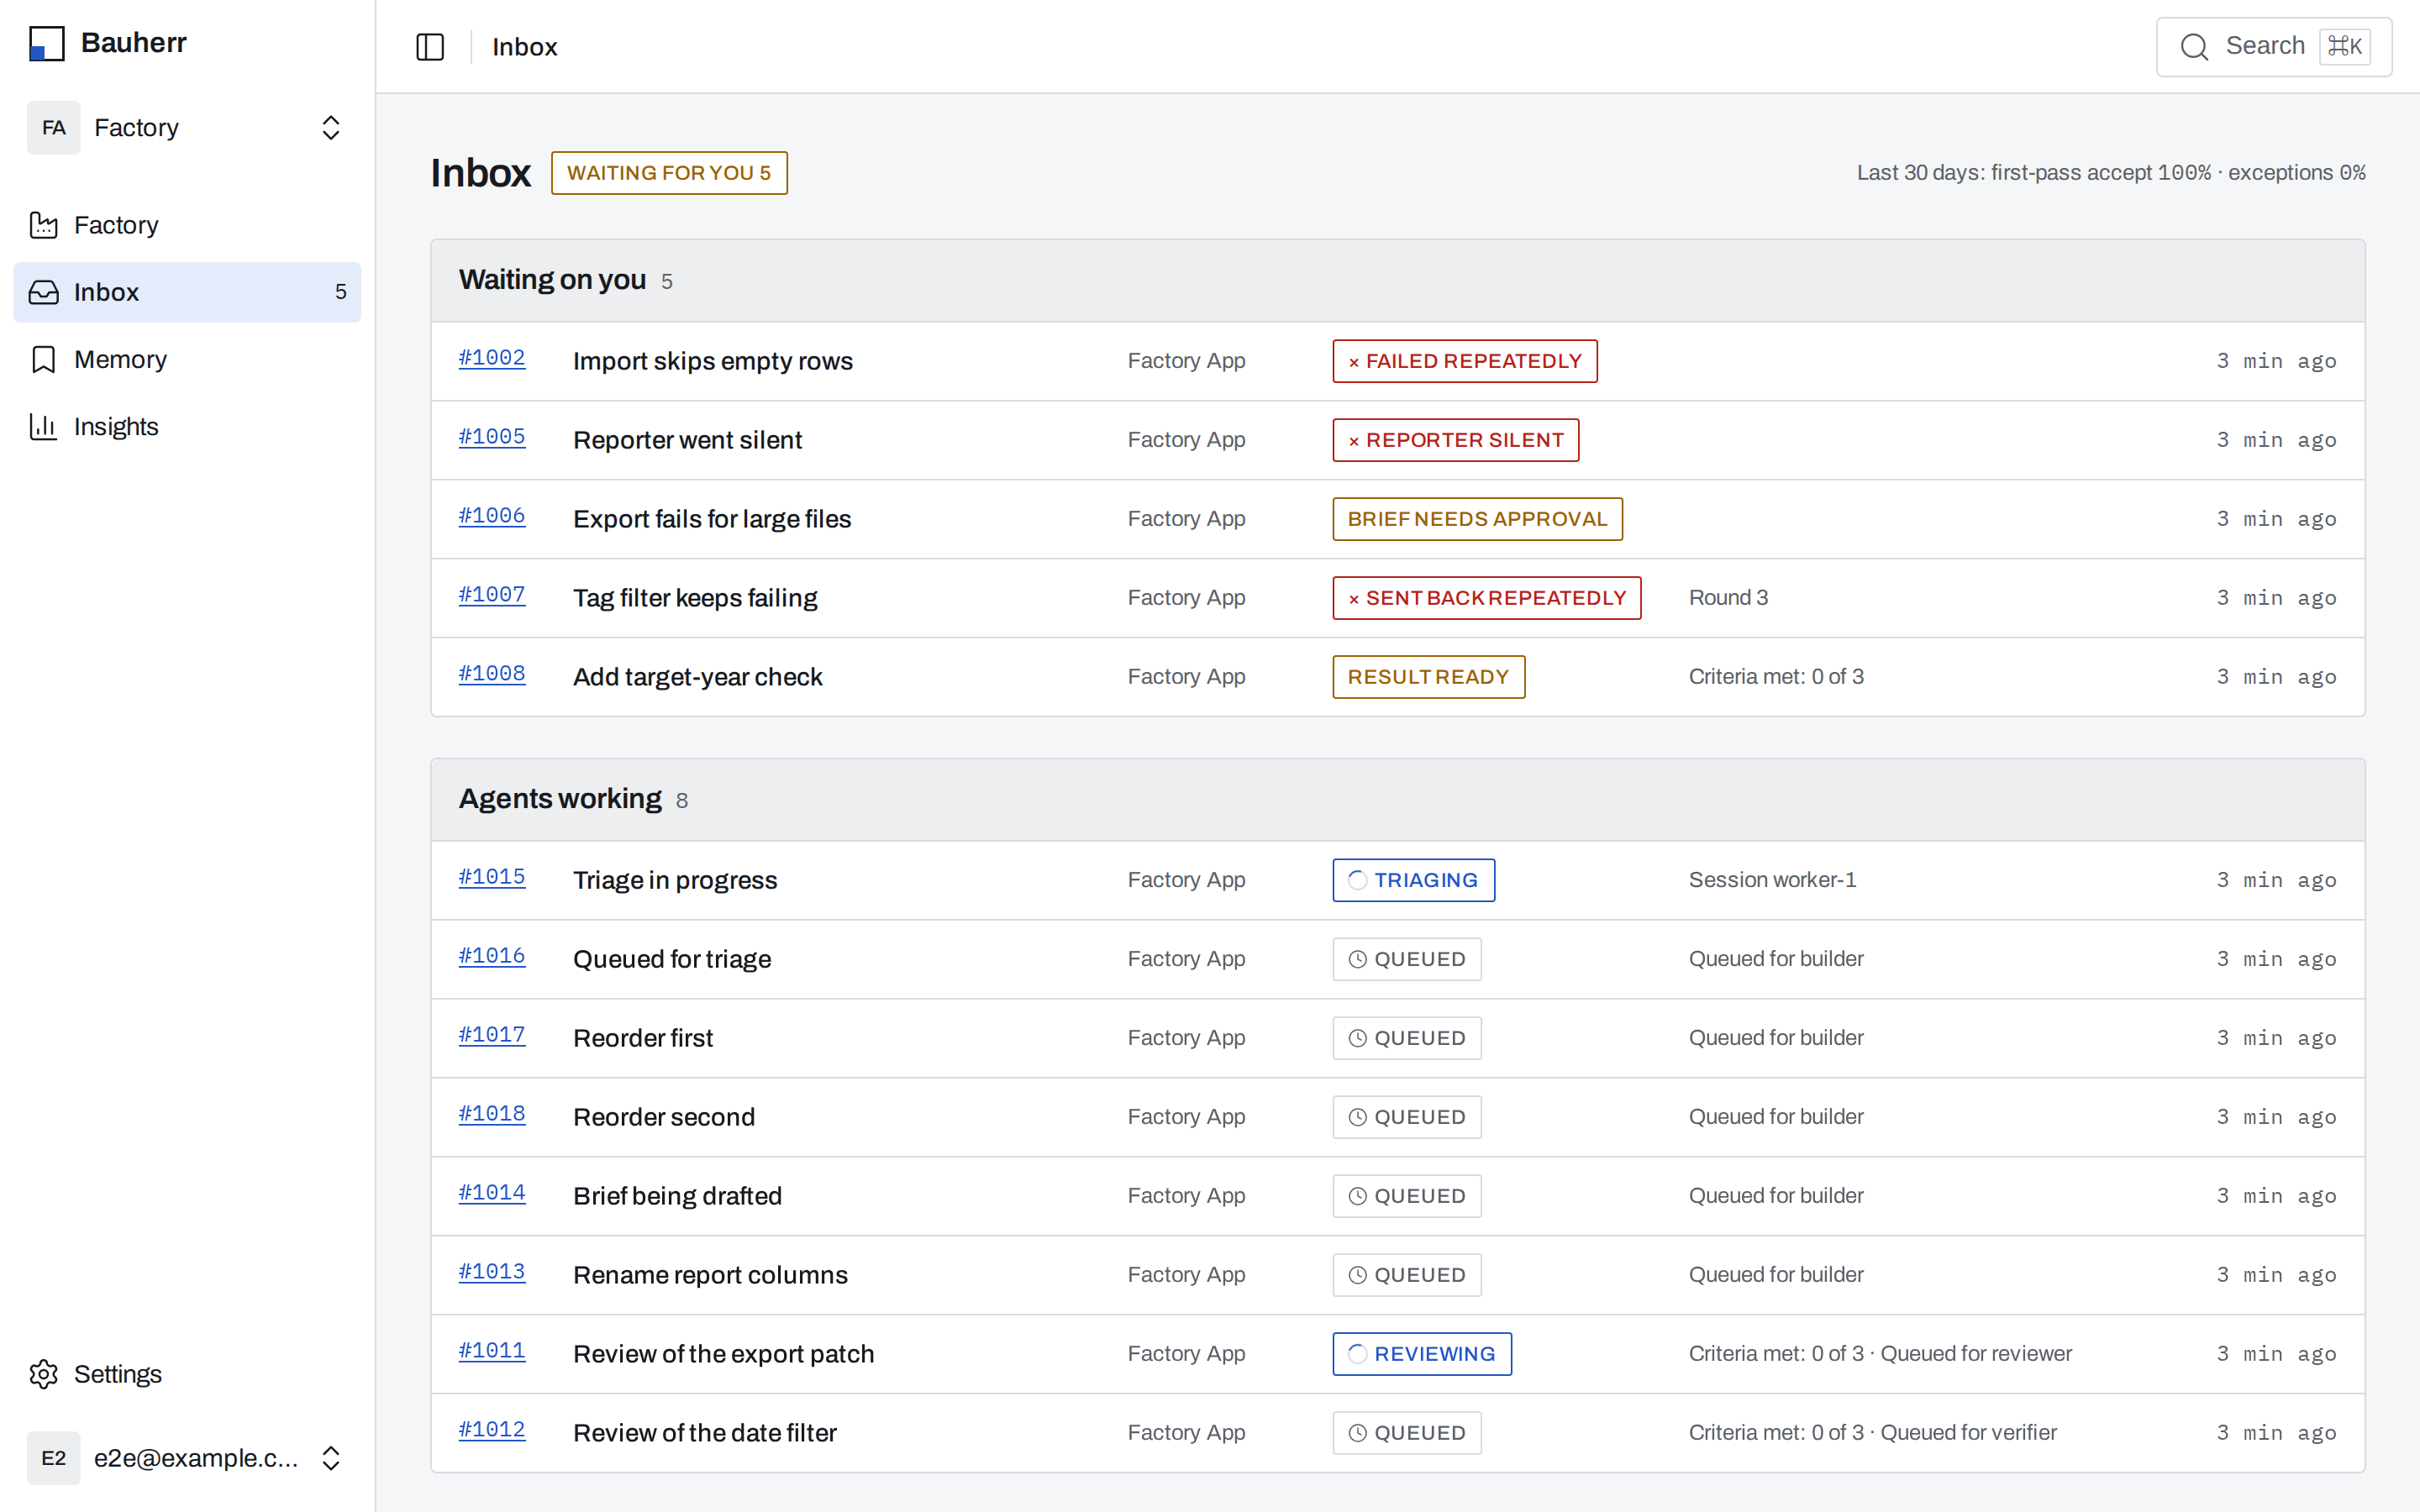 Bauherr
Inbox
Search ⌘K
FA Factory
Factory
Inbox 5
Memory
Insights
Settings
E2 e2e@example.c...
Inbox WAITING FOR YOU 5
Last 30 days: first-pass accept 100% · exceptions 0%
Waiting on you 5
#1002 Import skips empty rows Factory App × FAILED REPEATEDLY 3 min ago
#1005 Reporter went silent Factory App × REPORTER SILENT 3 min ago
#1006 Export fails for large files Factory App BRIEF NEEDS APPROVAL 3 min ago
#1007 Tag filter keeps failing Factory App × SENT BACK REPEATEDLY Round 3 3 min ago
#1008 Add target-year check Factory App RESULT READY Criteria met: 0 of 3 3 min ago
Agents working 8
#1015 Triage in progress Factory App TRIAGING Session worker-1 3 min ago
#1016 Queued for triage Factory App QUEUED Queued for builder 3 min ago
#1017 Reorder first Factory App QUEUED Queued for builder 3 min ago
#1018 Reorder second Factory App QUEUED Queued for builder 3 min ago
#1014 Brief being drafted Factory App QUEUED Queued for builder 3 min ago
#1013 Rename report columns Factory App QUEUED Queued for builder 3 min ago
#1011 Review of the export patch Factory App REVIEWING Criteria met: 0 of 3 · Queued for reviewer 3 min ago
#1012 Review of the date filter Factory App QUEUED Criteria met: 0 of 3 · Queued for verifier 3 min ago